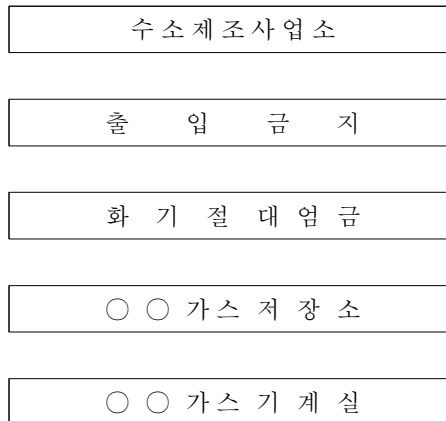 수소제조사업소
출 입 금 지
화 기 절 대 엄 금
○ ○ 가스 저 장 소
○ ○ 가스 기 계 실